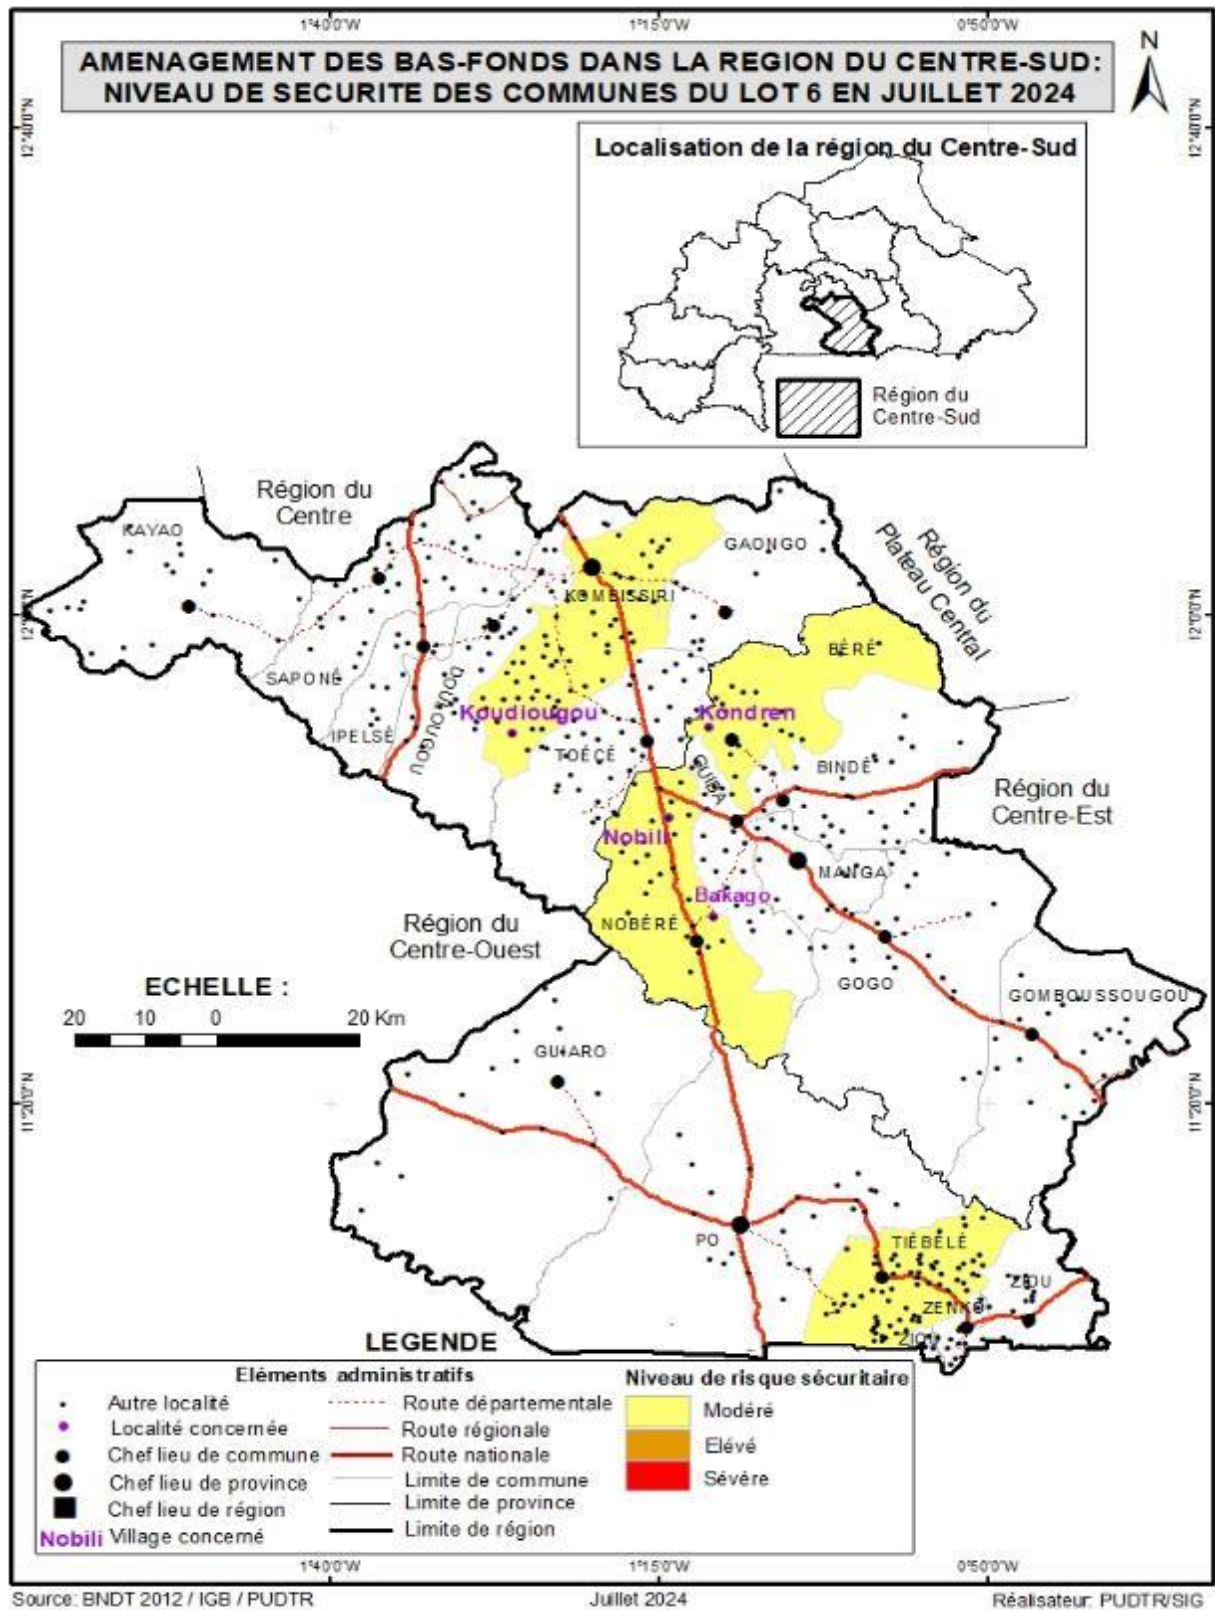 1°40'0"W 1°15'0"W 0°50'0"W
AMENAGEMENT DES BAS-FONDS DANS LA REGION DU CENTRE-SUD:
NIVEAU DE SECURITE DES COMMUNES DU LOT 6 EN JUILLET 2024
N
12°40'0"N
12°40'0"N
Localisation de la région du Centre-Sud
Région du
Centre-Sud
Région du
Centre
KAYAO
GAONGO
Région du
Plateau Central
KOMBISSIRI
12°0'0"N
BÉRÉ
SAPONÉ
DOULOUGOU
Koudiougou
Kondren
IPELSÉ
TOÉCÉ
GUIBA
BINDÉ
Région du
Centre-Est
Nobili
MANGA
Bakago
Région du
Centre-Ouest
NOBÉRÉ
GOGO
GOMBOUSSOUGOU
ECHELLE :
20 10 0 20 Km
GUIARO
11°20'0"N
11°20'0"N
PO
TIÉBÉLÉ
ZIOU
ZIOU
LEGENDE
Eléments administratifs
Autre localité
Localité concernée
Chef lieu de commune
Chef lieu de province
Chef lieu de région
Nobili Village concerné
Route départementale
Route régionale
Route nationale
Limite de commune
Limite de province
Limite de région
Niveau de risque sécuritaire
Modéré
Elévé
Sévère
1°40'0"W 1°15'0"W 0°50'0"W
Source: BNDT 2012 / IGB / PUDTR Juillet 2024 Réalisateur: PUDTR/SIG